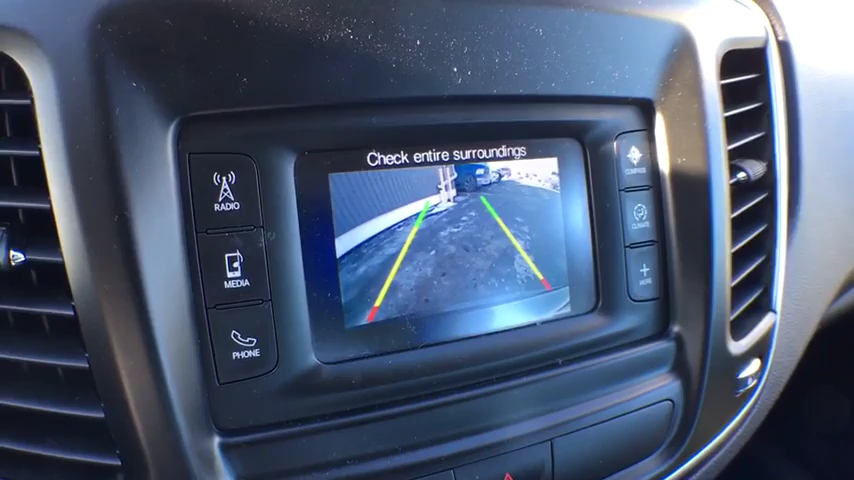 Check entire surroundings
RADIO
MEDIA
PHONE
COMPASS
CLIMATE
MORE